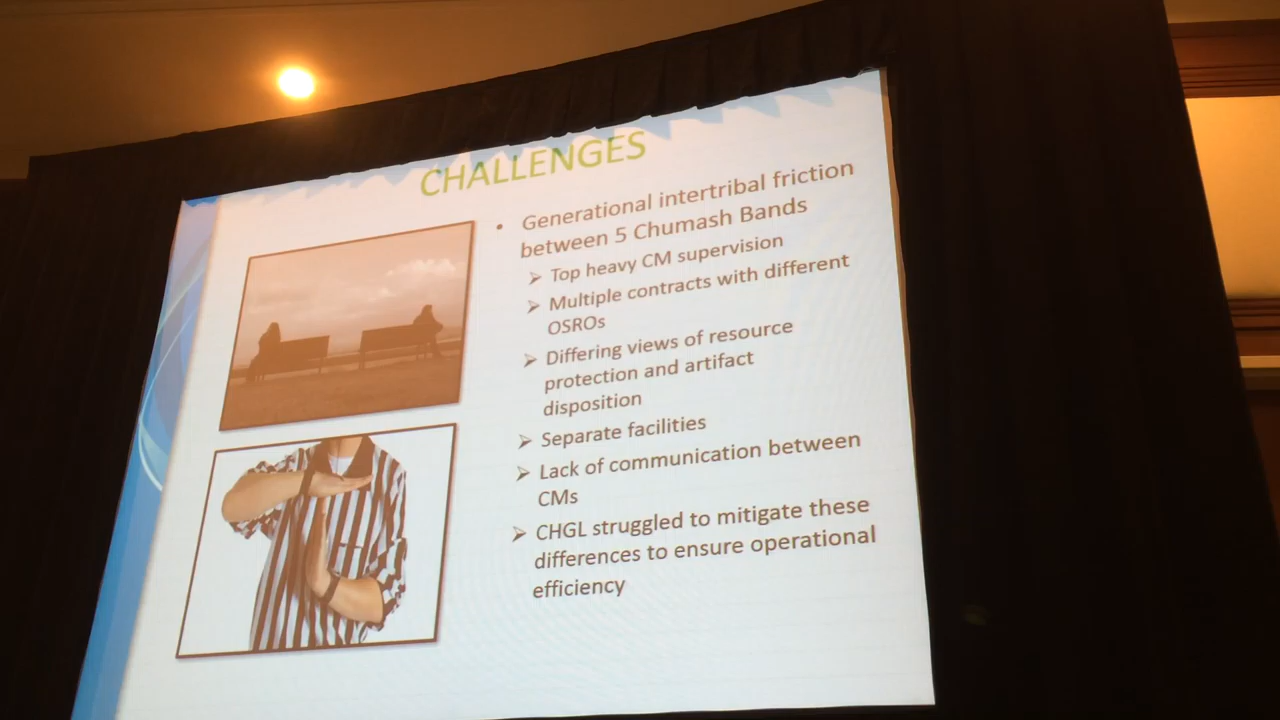 CHALLENGES
• Generational intertribal friction
between 5 Chumash Bands
➢ Top heavy CM supervision
➢ Multiple contracts with different
OSROs
➢ Differing views of resource
protection and artifact
disposition
➢ Separate facilities
➢ Lack of communication between
CMs
➢ CHGL struggled to mitigate these
differences to ensure operational
efficiency